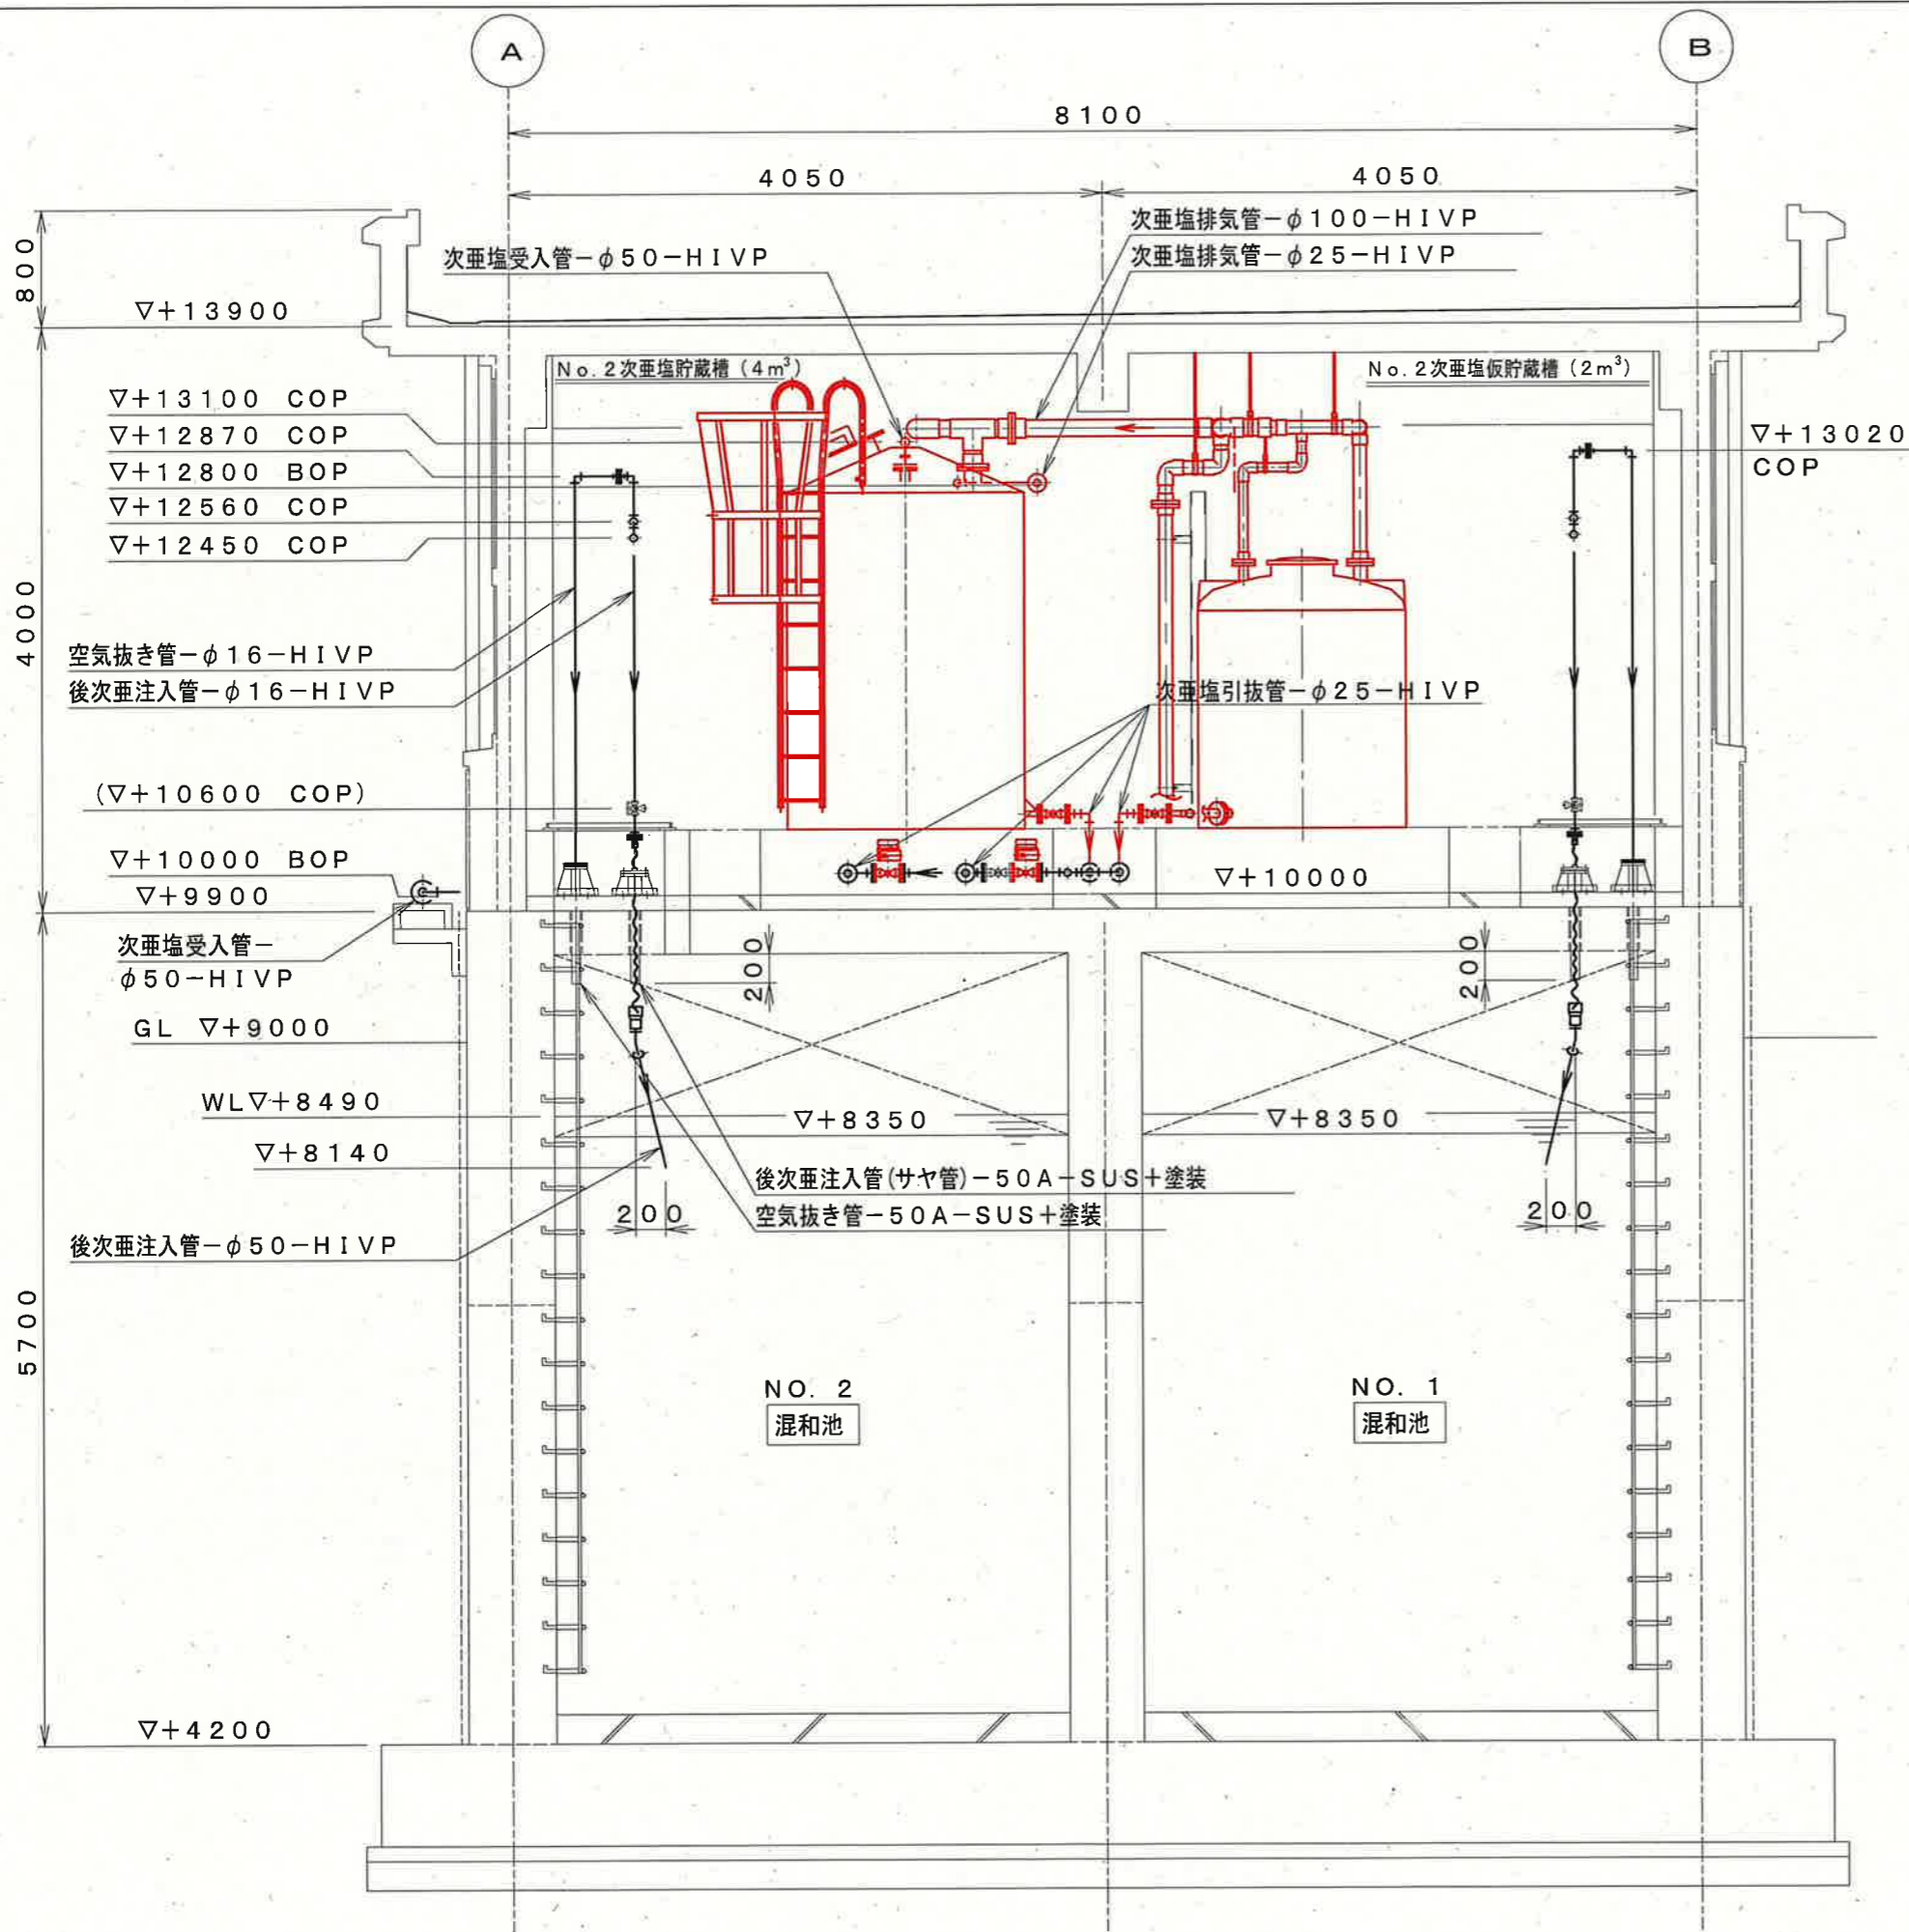 A
B
8100
4050
4050
次亜塩排気管-φ100-HIVP
次亜塩受入管-φ50-HIVP
次亜塩排気管-φ25-HIVP
800
▽+13900
No.2次亜塩貯蔵槽(4m³)
No.2次亜塩仮貯蔵槽(2m³)
▽+13100 COP
▽+12870 COP
▽+12800 BOP
▽+12560 COP
▽+12450 COP
▽+13020
COP
4000
空気抜き管-φ16-HIVP
後次亜注入管-φ16-HIVP
次亜塩引抜管-φ25-HIVP
(▽+10600 COP)
▽+10000 BOP
▽+10000
▽+9900
次亜塩受入管-
φ50-HIVP
200
200
GL ▽+9000
WL▽+8490
▽+8350
▽+8350
▽+8140
後次亜注入管(サヤ管)-50A-SUS+塗装
空気抜き管-50A-SUS+塗装
200
200
後次亜注入管-φ50-HIVP
5700
NO. 2
混和池
NO. 1
混和池
▽+4200